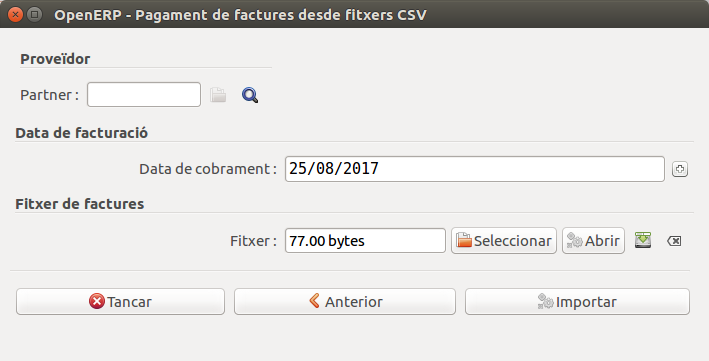 OpenERP - Pagament de factures desde fitxers CSV
Proveïdor
Partner :
Data de facturació
Data de cobrament : 25/08/2017
Fitxer de factures
Fitxer : 77.00 bytes Seleccionar Abrir
Tancar Anterior Importar